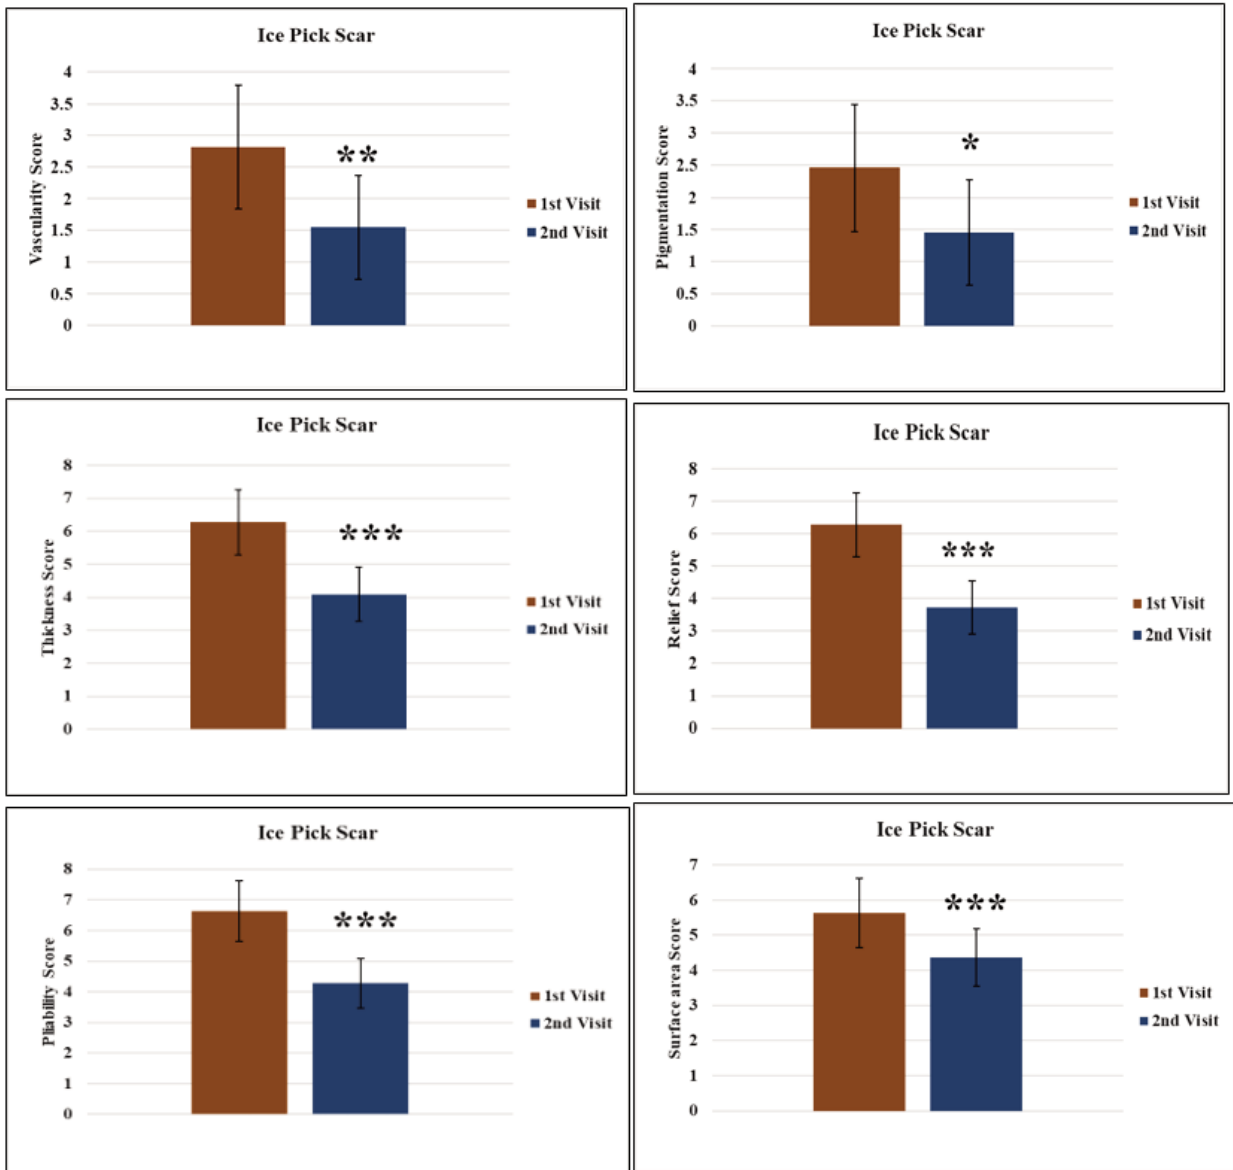 Ice Pick Scar
4
3.5
3
2.5
2
1.5
1
0.5
0
Vascularity Score
**
1st Visit
2nd Visit
Ice Pick Scar
4
3.5
3
2.5
2
1.5
1
0.5
0
Pigmentation Score
*
1st Visit
2nd Visit
Ice Pick Scar
8
7
6
5
4
3
2
1
0
Thickness Score
***
1st Visit
2nd Visit
Ice Pick Scar
8
7
6
5
4
3
2
1
0
Relief Score
***
1st Visit
2nd Visit
Ice Pick Scar
8
7
6
5
4
3
2
1
0
Pliability Score
***
1st Visit
2nd Visit
Ice Pick Scar
7
6
5
4
3
2
1
0
Surface area Score
***
1st Visit
2nd Visit